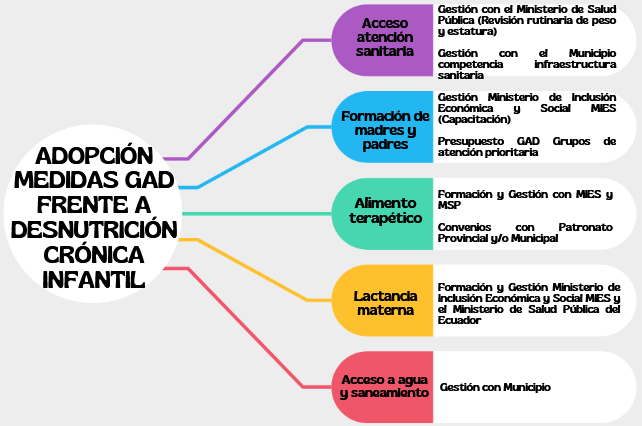 ADOPCIÓN
MEDIDAS GAD
FRENTE A
DESNUTRICIÓN
CRÓNICA
INFANTIL
Acceso
atención
sanitaria
Gestión con el Ministerio de Salud
Pública (Revisión rutinaria de peso
y estatura)
Gestión con el Municipio
competencia infraestructura
sanitaria
Formación de
madres y
padres
Gestión Ministerio de Inclusión
Económica y Social MIES
(Capacitación)
Presupuesto GAD Grupos de
atención prioritaria
Alimento
terapético
Formación y Gestión con MIES y
MSP
Convenios con Patronato
Provincial y/o Municipal
Lactancia
materna
Formación y Gestión Ministerio de
Inclusión Económica y Social MIES y
el Ministerio de Salud Pública del
Ecuador
Acceso a agua
y saneamiento
Gestión con Municipio